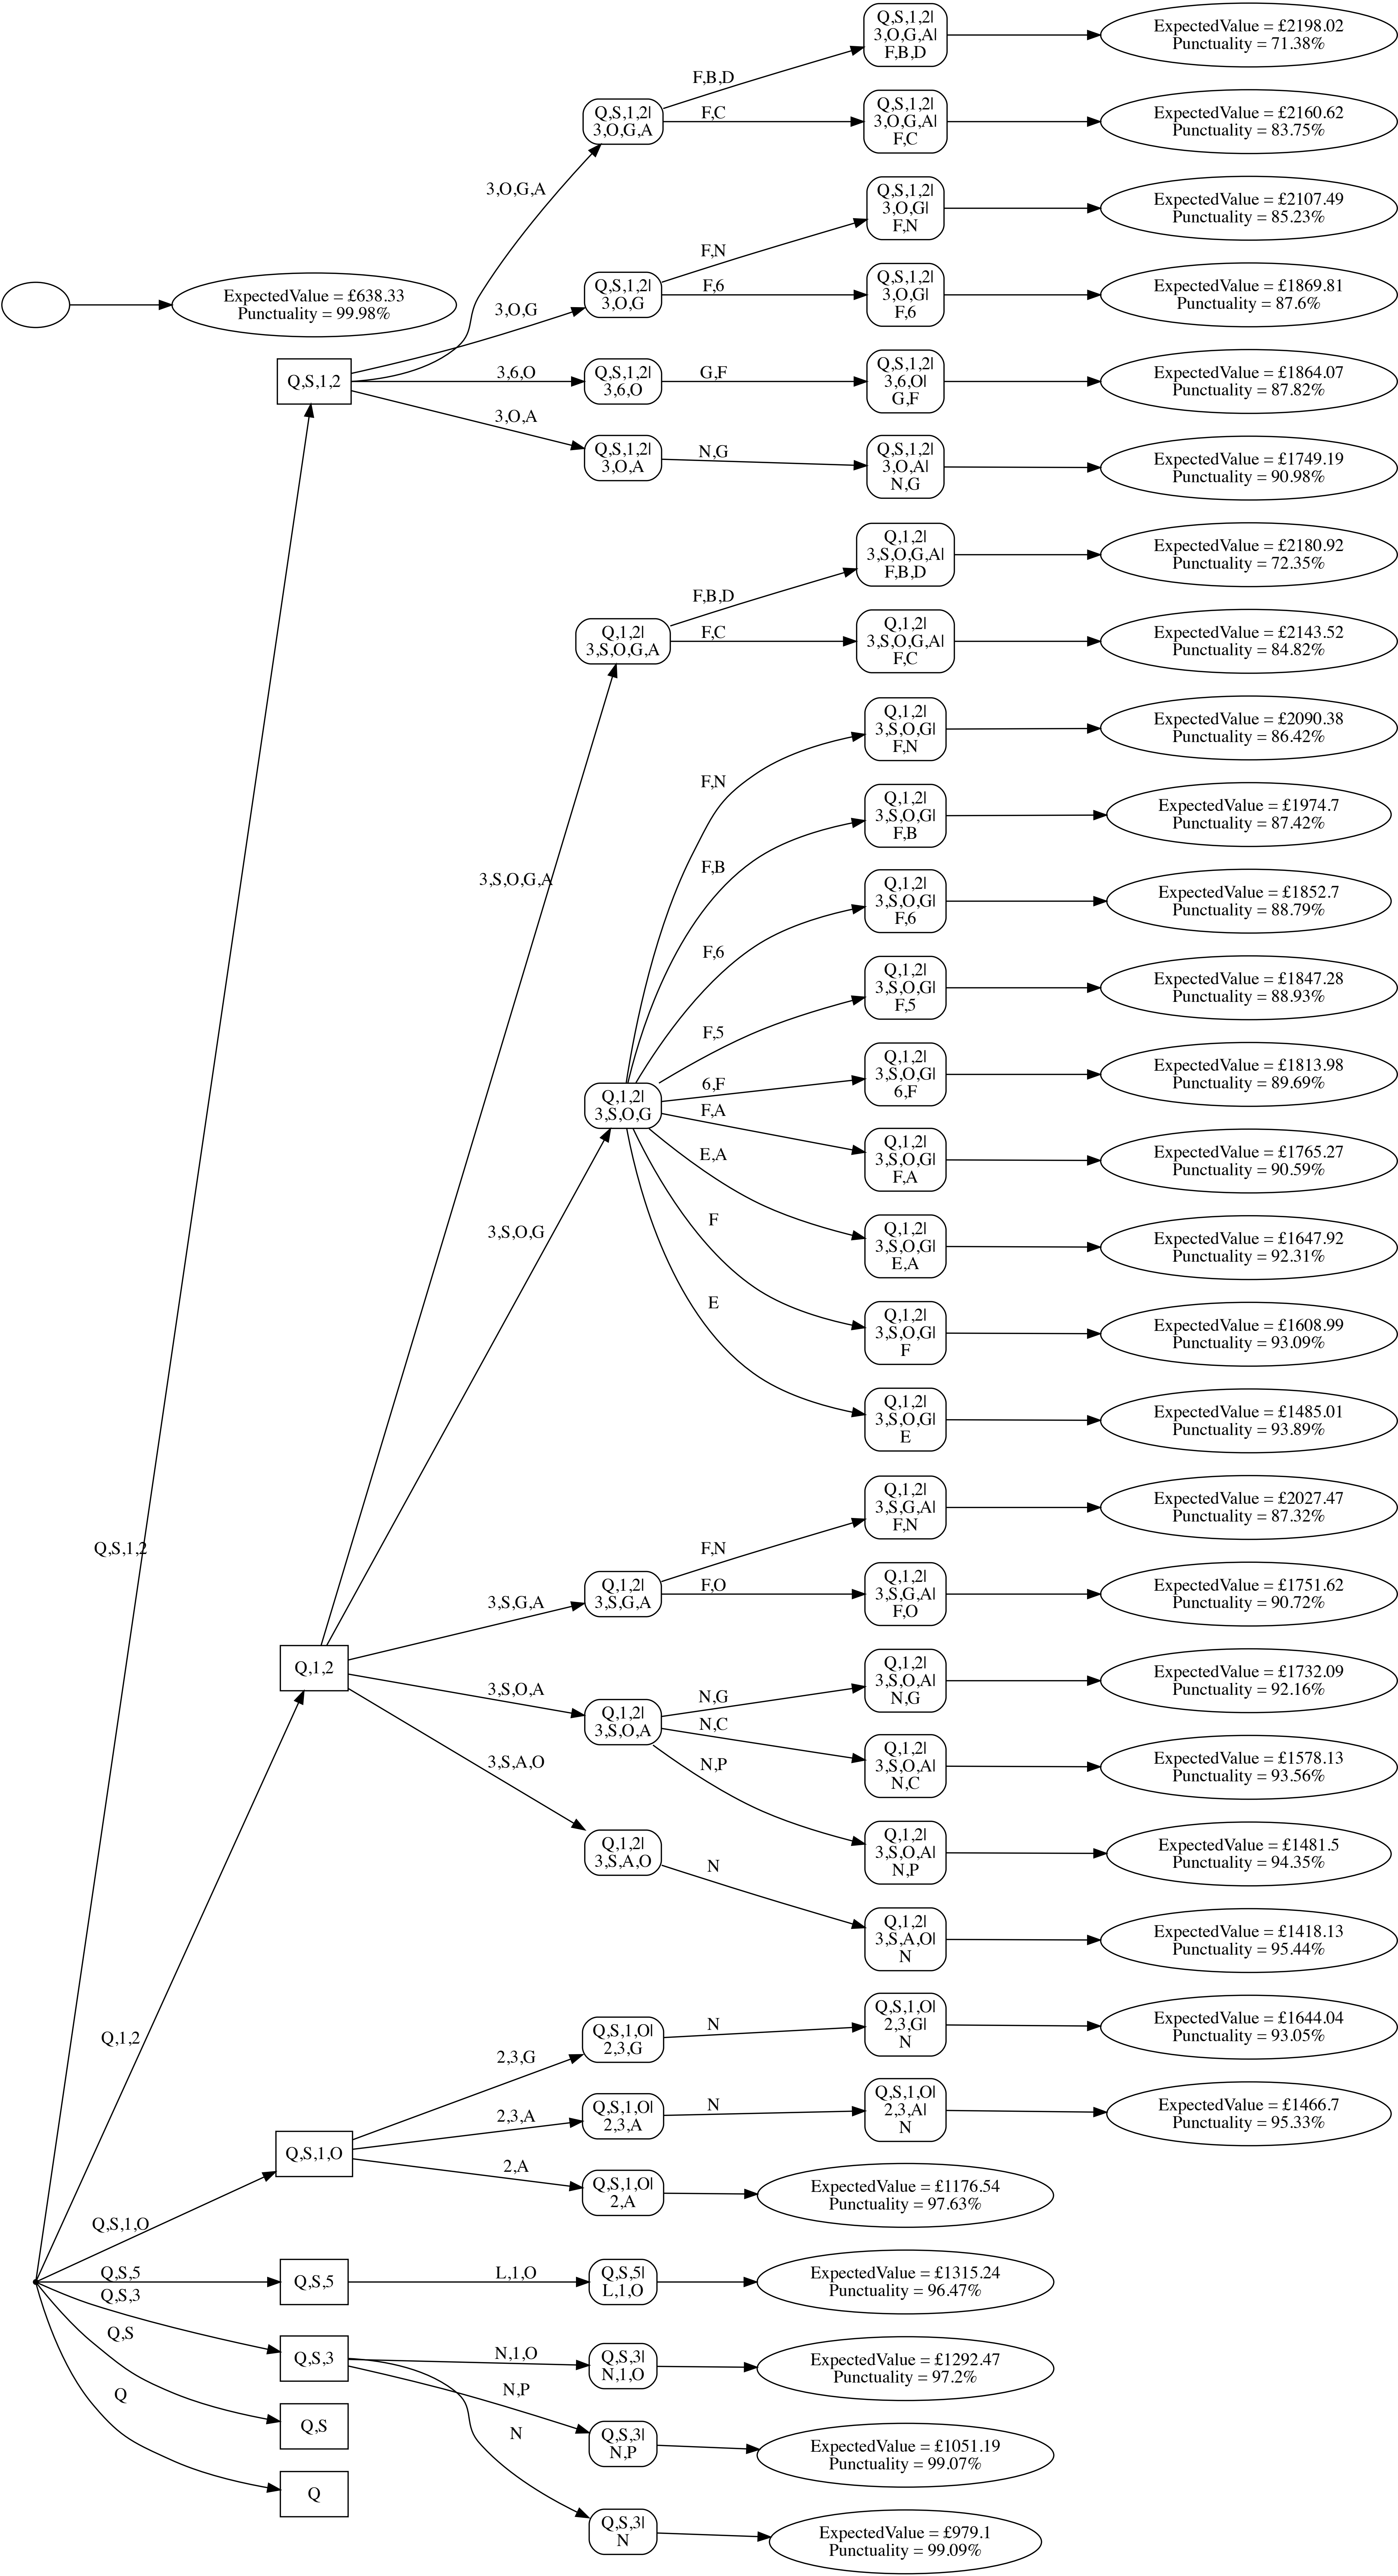 Q,S,1,2|
3,O,G,A|
F,B,D
ExpectedValue = £2198.02
Punctuality = 71.38%
F,B,D
Q,S,1,2|
3,O,G,A
F,C
Q,S,1,2|
3,O,G,A|
F,C
ExpectedValue = £2160.62
Punctuality = 83.75%
3,O,G,A
Q,S,1,2|
3,O,G|
F,N
ExpectedValue = £2107.49
Punctuality = 85.23%
F,N
ExpectedValue = £638.33
Punctuality = 99.98%
3,O,G
Q,S,1,2|
3,O,G
F,6
Q,S,1,2|
3,O,G|
F,6
ExpectedValue = £1869.81
Punctuality = 87.6%
Q,S,1,2
3,6,O
Q,S,1,2|
3,6,O
G,F
Q,S,1,2|
3,6,O|
G,F
ExpectedValue = £1864.07
Punctuality = 87.82%
3,O,A
Q,S,1,2|
3,O,A
N,G
Q,S,1,2|
3,O,A|
N,G
ExpectedValue = £1749.19
Punctuality = 90.98%
Q,1,2|
3,S,O,G,A|
F,B,D
ExpectedValue = £2180.92
Punctuality = 72.35%
F,B,D
Q,1,2|
3,S,O,G,A
F,C
Q,1,2|
3,S,O,G,A|
F,C
ExpectedValue = £2143.52
Punctuality = 84.82%
Q,1,2|
3,S,O,G|
F,N
ExpectedValue = £2090.38
Punctuality = 86.42%
F,N
Q,1,2|
3,S,O,G|
F,B
ExpectedValue = £1974.7
Punctuality = 87.42%
F,B
3,S,O,G,A
Q,1,2|
3,S,O,G|
F,6
ExpectedValue = £1852.7
Punctuality = 88.79%
F,6
Q,1,2|
3,S,O,G|
F,5
ExpectedValue = £1847.28
Punctuality = 88.93%
F,5
Q,1,2|
3,S,O,G
6,F
Q,1,2|
3,S,O,G|
6,F
ExpectedValue = £1813.98
Punctuality = 89.69%
F,A
Q,1,2|
3,S,O,G|
F,A
ExpectedValue = £1765.27
Punctuality = 90.59%
E,A
3,S,O,G
Q,1,2|
3,S,O,G|
E,A
ExpectedValue = £1647.92
Punctuality = 92.31%
F
Q,1,2|
3,S,O,G|
F
ExpectedValue = £1608.99
Punctuality = 93.09%
E
Q,1,2|
3,S,O,G|
E
ExpectedValue = £1485.01
Punctuality = 93.89%
Q,1,2|
3,S,G,A|
F,N
ExpectedValue = £2027.47
Punctuality = 87.32%
Q,S,1,2
F,N
3,S,G,A
Q,1,2|
3,S,G,A
F,O
Q,1,2|
3,S,G,A|
F,O
ExpectedValue = £1751.62
Punctuality = 90.72%
Q,1,2
3,S,O,A
Q,1,2|
3,S,O,A
N,G
Q,1,2|
3,S,O,A|
N,G
ExpectedValue = £1732.09
Punctuality = 92.16%
N,C
Q,1,2|
3,S,O,A|
N,C
ExpectedValue = £1578.13
Punctuality = 93.56%
3,S,A,O
N,P
Q,1,2|
3,S,O,A|
N,P
ExpectedValue = £1481.5
Punctuality = 94.35%
Q,1,2|
3,S,A,O
N
Q,1,2|
3,S,A,O|
N
ExpectedValue = £1418.13
Punctuality = 95.44%
Q,1,2
2,3,G
Q,S,1,O|
2,3,G
N
Q,S,1,O|
2,3,G|
N
ExpectedValue = £1644.04
Punctuality = 93.05%
Q,S,1,O
2,3,A
Q,S,1,O|
2,3,A
N
Q,S,1,O|
2,3,A|
N
ExpectedValue = £1466.7
Punctuality = 95.33%
2,A
Q,S,1,O|
2,A
ExpectedValue = £1176.54
Punctuality = 97.63%
Q,S,1,O
Q,S,5
Q,S,5
L,1,O
Q,S,5|
L,1,O
ExpectedValue = £1315.24
Punctuality = 96.47%
Q,S,3
Q,S,3
N,1,O
Q,S,3|
N,1,O
ExpectedValue = £1292.47
Punctuality = 97.2%
Q,S
Q,S
N,P
Q,S,3|
N,P
ExpectedValue = £1051.19
Punctuality = 99.07%
Q
Q
N
Q,S,3|
N
ExpectedValue = £979.1
Punctuality = 99.09%